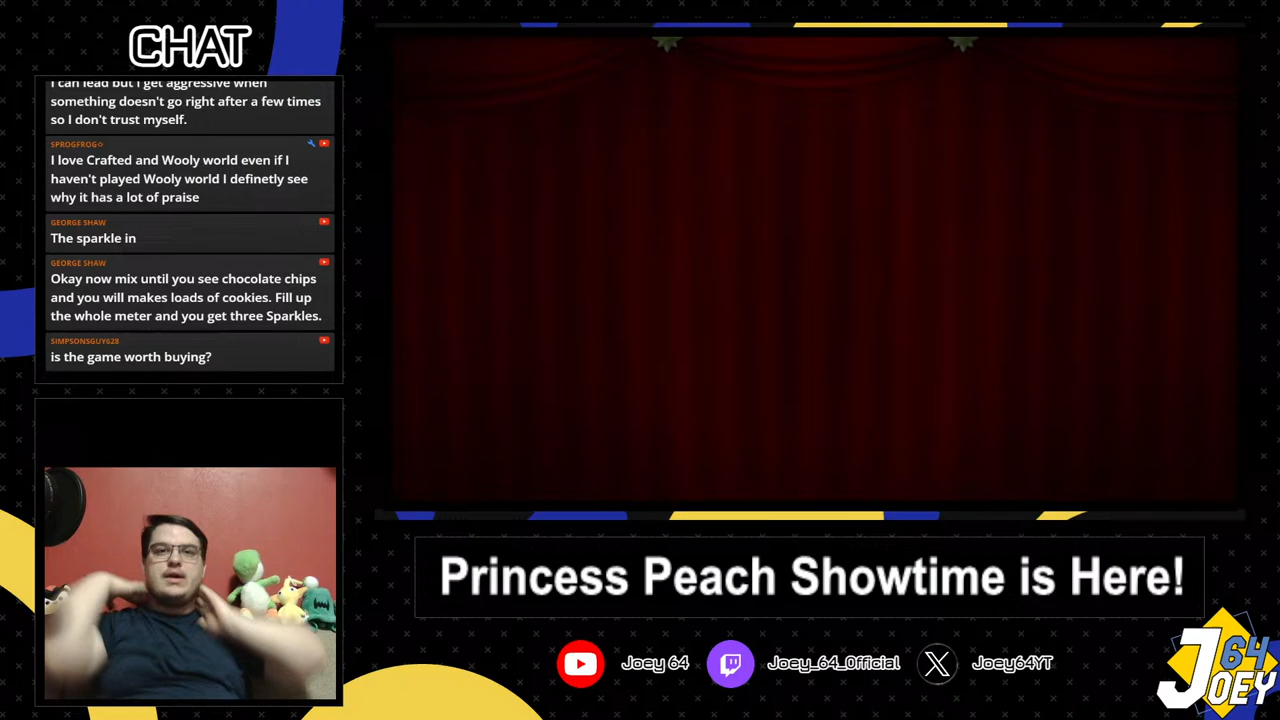 CHAT
I can lead but I get aggressive when
something doesn't go right after a few times
so I don't trust myself.
SPROGFROG
I love Crafted and Wooly world even if I
haven't played Wooly world I definetly see
why it has a lot of praise
GEORGE SHAW
The sparkle in
GEORGE SHAW
Okay now mix until you see chocolate chips
and you will makes loads of cookies. Fill up
the whole meter and you get three Sparkles.
SIMPSONSGUY628
is the game worth buying?
Princess Peach Showtime is Here!
Joey 64
Joey_64_Official
Joey64YT
64
JOEY